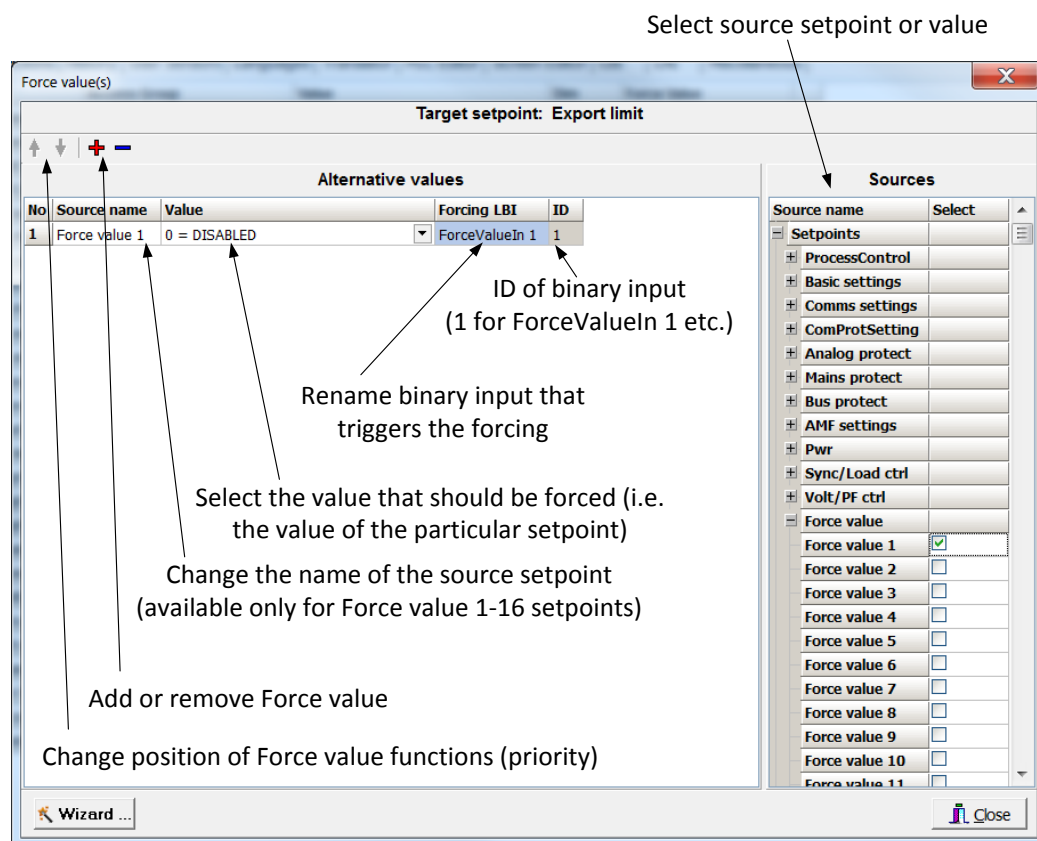 Select source setpoint or value
Force value(s)
Target setpoint: Export limit
Alternative values
Sources
No Source name Value Forcing LBI ID
1 Force value 1 0 = DISABLED ForceValueIn 1 1
Source name Select
Setpoints
ProcessControl
Basic settings
Comms settings
ComProtSetting
Analog protect
Mains protect
Bus protect
AMF settings
Pwr
Sync/Load ctrl
Volt/PF ctrl
Force value
Force value 1
Force value 2
Force value 3
Force value 4
Force value 5
Force value 6
Force value 7
Force value 8
Force value 9
Force value 10
Force value 11
ID of binary input
(1 for ForceValueIn 1 etc.)
Rename binary input that
triggers the forcing
Select the value that should be forced (i.e.
the value of the particular setpoint)
Change the name of the source setpoint
(available only for Force value 1-16 setpoints)
Add or remove Force value
Change position of Force value functions (priority)
Wizard ...
Close